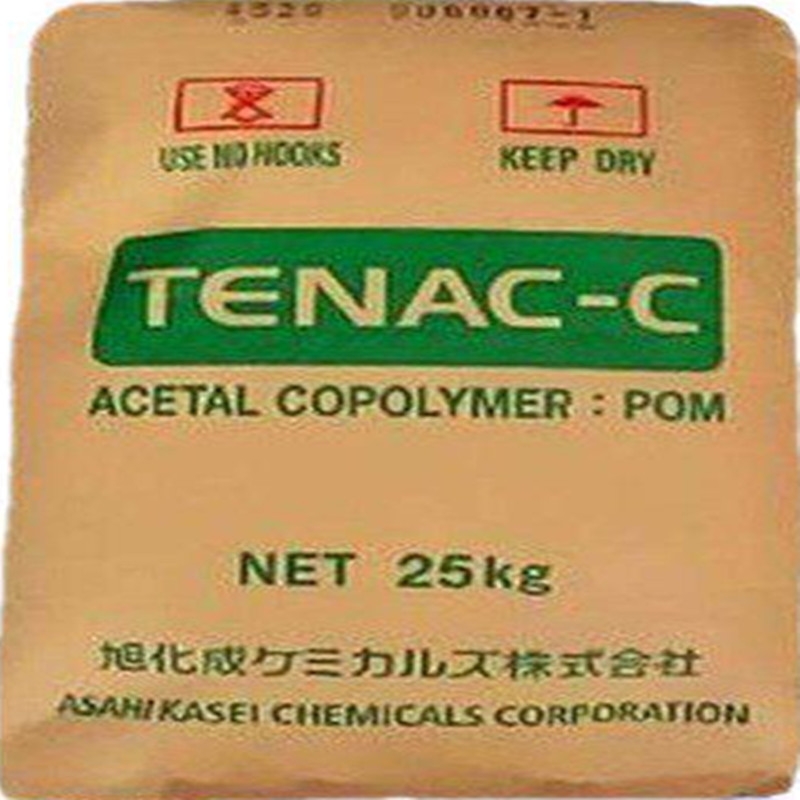 4520
USE NO HOOKS KEEP DRY
TENAC-C
ACETAL COPOLYMER : POM
NET 25kg
旭化成ケミカルズ株式会社
ASAHI KASEI CHEMICALS CORPORATION